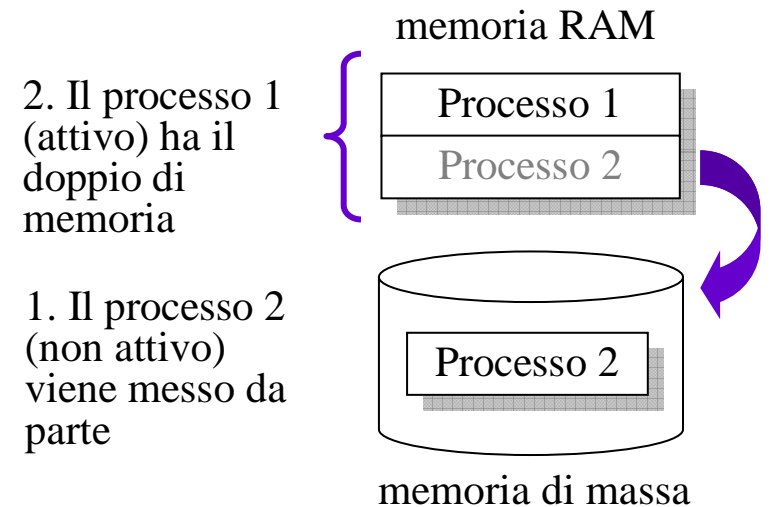 memoria RAM
2. Il processo 1
(attivo) ha il
doppio di
memoria
Processo 1
Processo 2
1. Il processo 2
(non attivo)
viene messo da
parte
Processo 2
memoria di massa